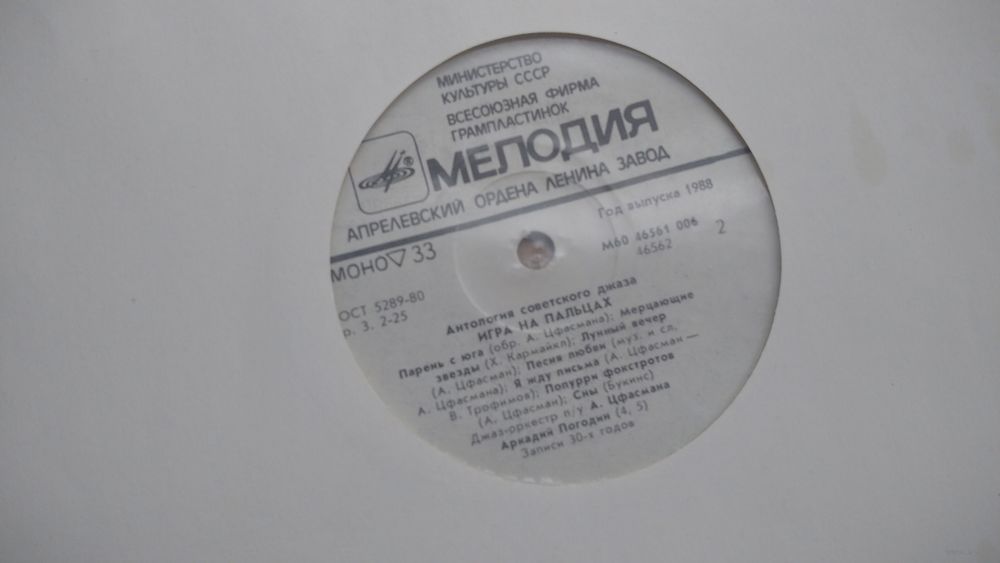 МИНИСТЕРСТВО
КУЛЬТУРЫ СССР
ВСЕСОЮЗНАЯ ФИРМА
ГРАМПЛАСТИНОК
МЕЛОДИЯ
®
АПРЕЛЕВСКИЙ ОРДЕНА ЛЕНИНА ЗАВОД
МОНО▽33
Год выпуска 1988
ОСТ 5289-80
р. 3. 2-25
М60 46561 006
46562
2
Антология советского джаза
ИГРА НА ПАЛЬЦАХ
Парень с юга (обр. А. Цфасмана); Мерцающие
звезды (Х. Кармайкл); Лунный вечер
(А. Цфасман); Песня любви (муз. и сл.
А. Цфасмана); Я жду письма (А. Цфасман —
В. Трофимов); Попурри фокстротов
(А. Цфасман); Сны (Букинс)
Джаз-оркестр п/у А. Цфасмана
Аркадий Погодин (4, 5)
Записи 30-х годов